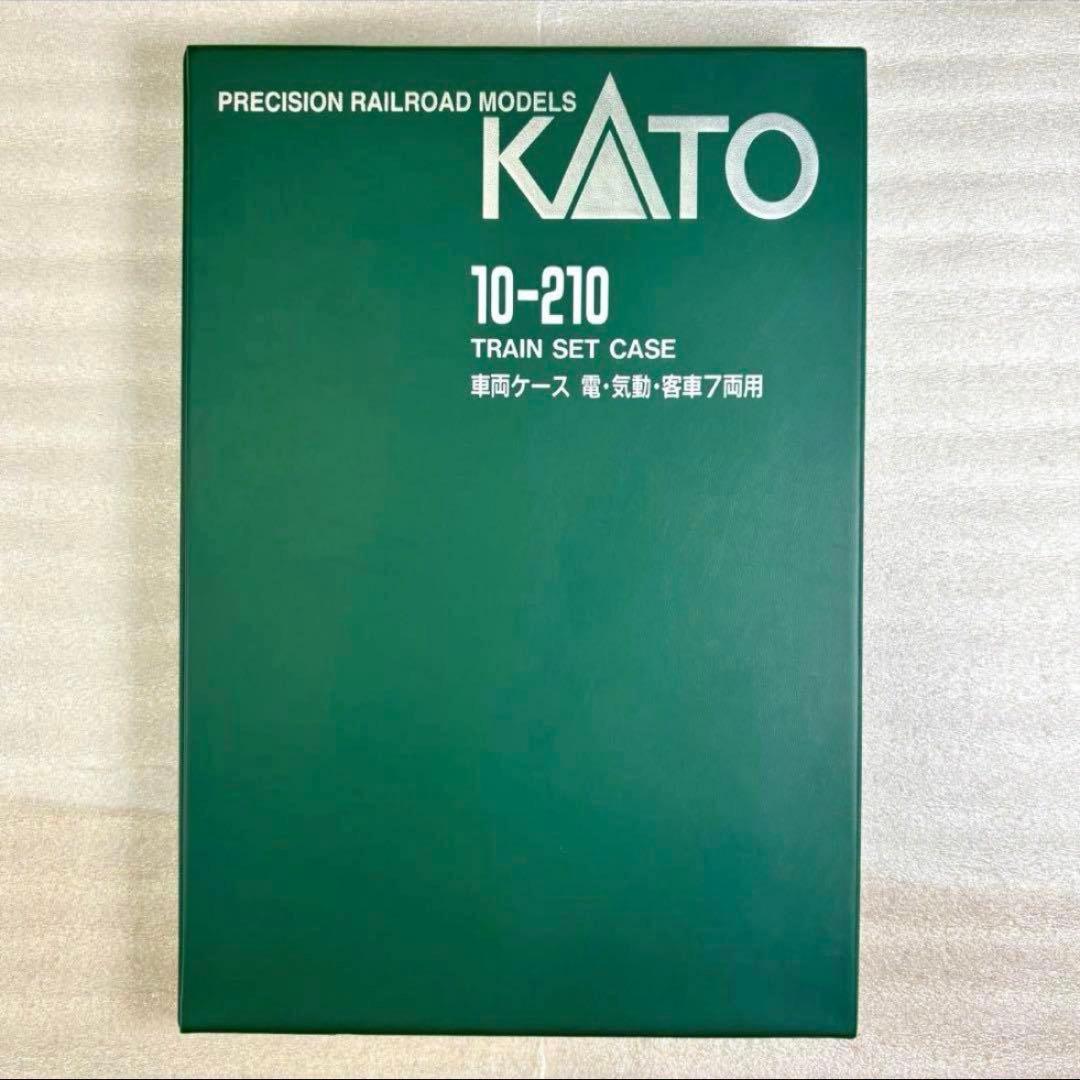 PRECISION RAILROAD MODELS
KATO
10-210
TRAIN SET CASE
車両ケース 電・気動・客車7両用